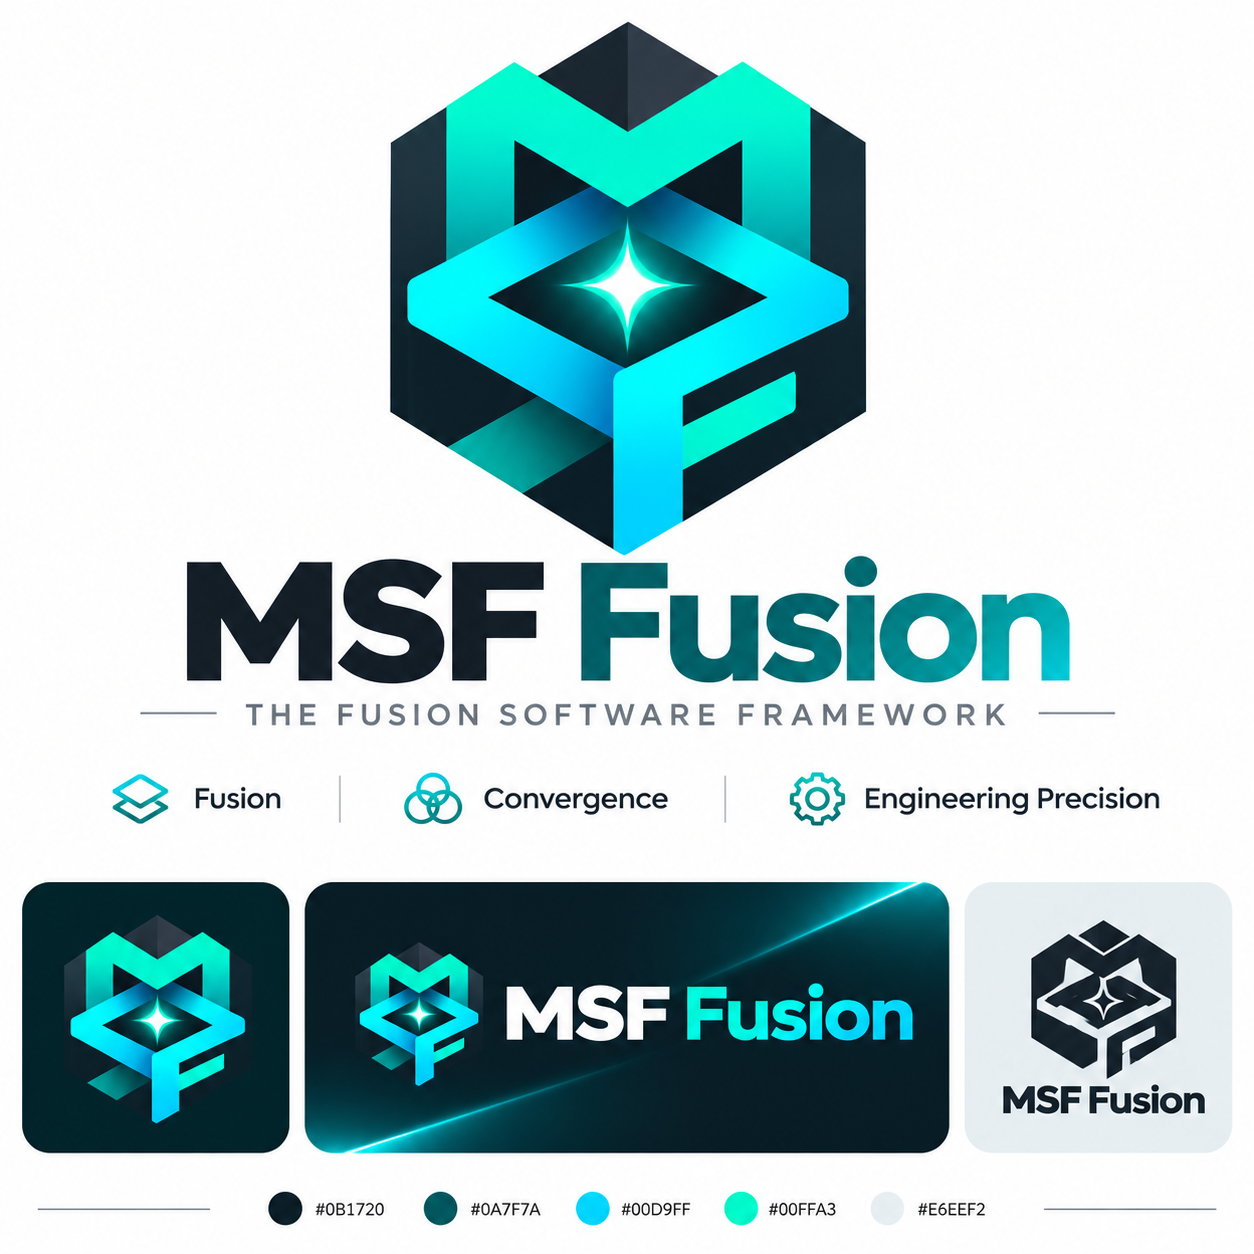 MSF Fusion
THE FUSION SOFTWARE FRAMEWORK
Fusion
Convergence
Engineering Precision
MSF Fusion
MSF Fusion
#0B1720
#0A7F7A
#00D9FF
#00FFA3
#E6EEF2